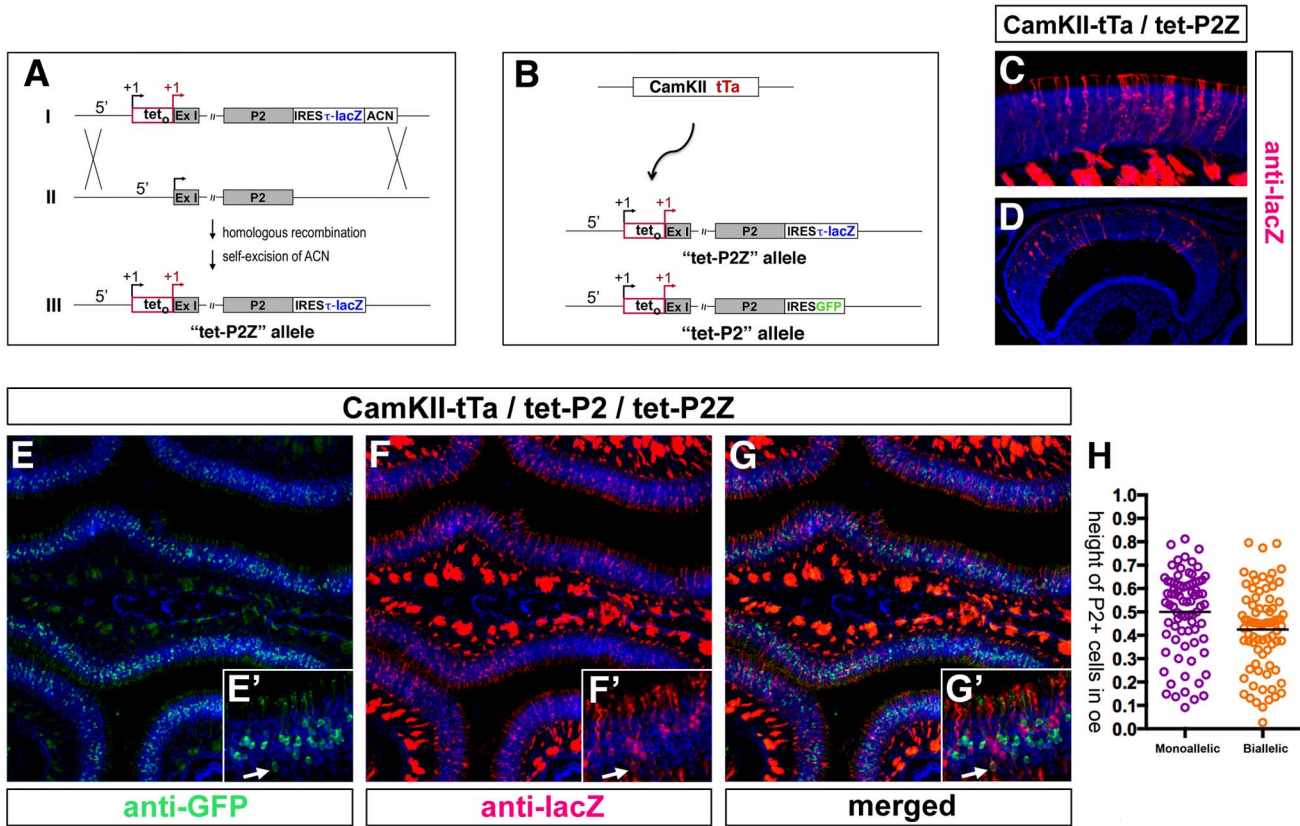 CamKII-tTa / tet-P2Z
A
+1 +1
5'
I
teto Ex I // P2 IRESτ-lacZ ACN
5'
II
Ex I // P2
homologous recombination
self-excision of ACN
+1 +1
5'
III
teto Ex I // P2 IRESτ-lacZ
“tet-P2Z” allele
B
CamKII tTa
+1 +1
5'
teto Ex I // P2 IRESτ-lacZ
“tet-P2Z” allele
+1 +1
5'
teto Ex I // P2 IRESGFP
“tet-P2” allele
C
D
anti-lacZ
CamKII-tTa / tet-P2 / tet-P2Z
E
E'
F
F'
G
G'
anti-GFP
anti-lacZ
merged
H
height of P2+ cells in oe
1.0
0.9
0.8
0.7
0.6
0.5
0.4
0.3
0.2
0.1
0.0
Monoallelic Biallelic